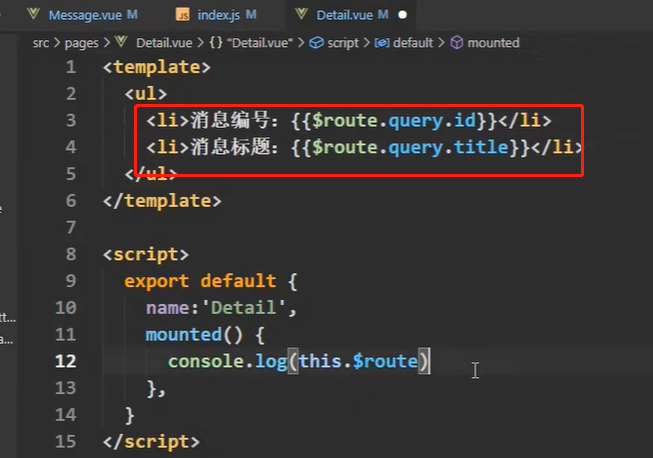 Message.vue M JS index.js M Detail.vue M
src > pages > Detail.vue > {} "Detail.vue" > script > default > mounted
1 <template>
2 <ul>
3 <li>消息编号：{{$route.query.id}}</li>
4 <li>消息标题：{{$route.query.title}}</li>
5 </ul>
6 </template>
7
8 <script>
9 export default {
10 name:'Detail',
11 mounted() {
12 console.log(this.$route)
13 },
14 }
15 </script>